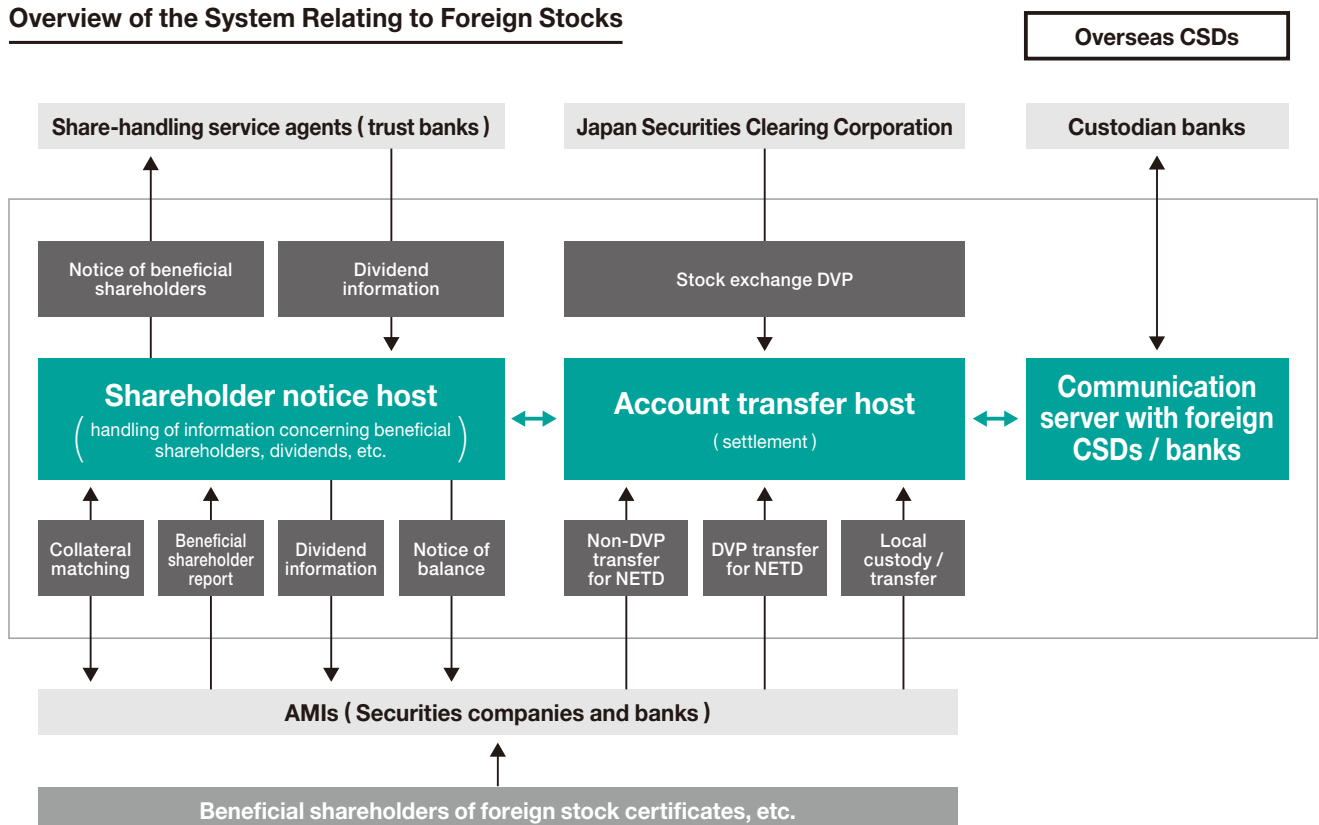 Overview of the System Relating to Foreign Stocks
Overseas CSDs
Share-handling service agents ( trust banks )
Japan Securities Clearing Corporation
Custodian banks
Notice of beneficial
shareholders
Dividend
information
Stock exchange DVP
Shareholder notice host
( handling of information concerning beneficial
shareholders, dividends, etc. )
Account transfer host
( settlement )
Communication
server with foreign
CSDs / banks
Collateral
matching
Beneficial
shareholder
report
Dividend
information
Notice of
balance
Non-DVP
transfer
for NETD
DVP transfer
for NETD
Local
custody /
transfer
AMIs ( Securities companies and banks )
Beneficial shareholders of foreign stock certificates, etc.